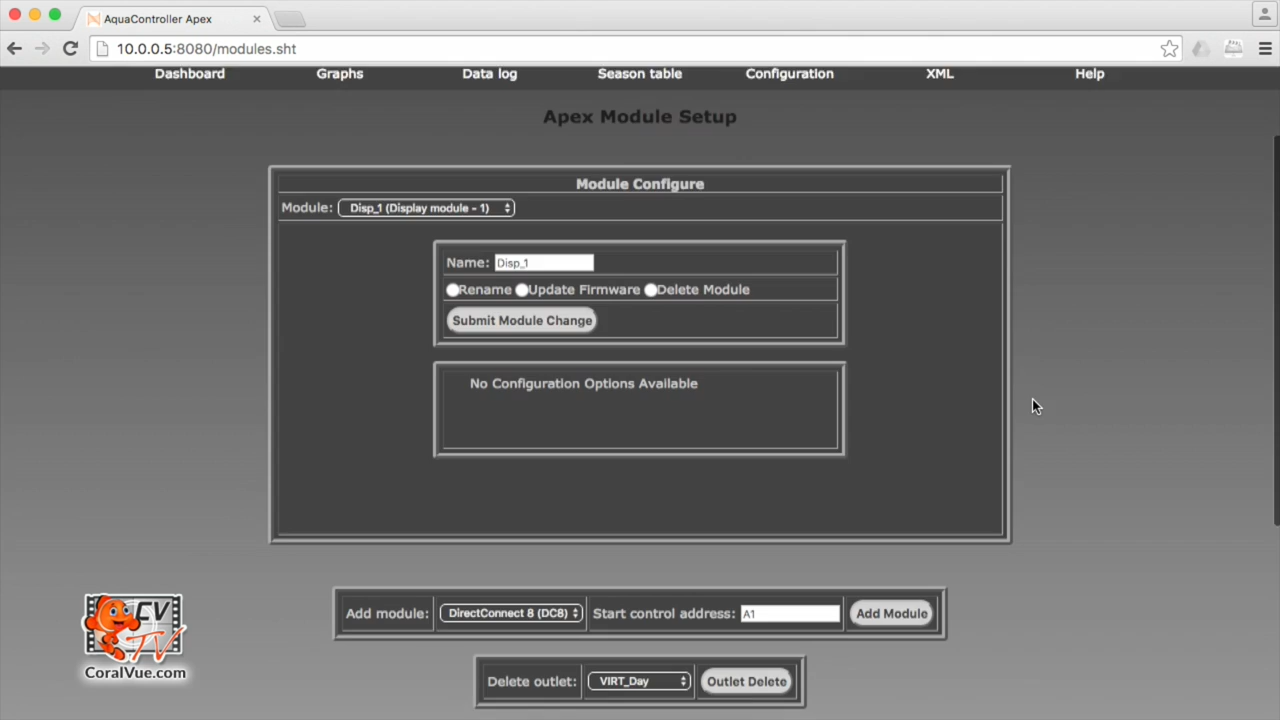 AquaController Apex
10.0.0.5:8080/modules.sht
Dashboard Graphs Data log Season table Configuration XML Help
Apex Module Setup
Module Configure
Module: Disp_1 (Display module - 1)
Name: Disp_1
Rename Update Firmware Delete Module
Submit Module Change
No Configuration Options Available
Add module: DirectConnect 8 (DC8) Start control address: A1 Add Module
Delete outlet: VIRT_Day Outlet Delete
CV
TV
CoralVue.com